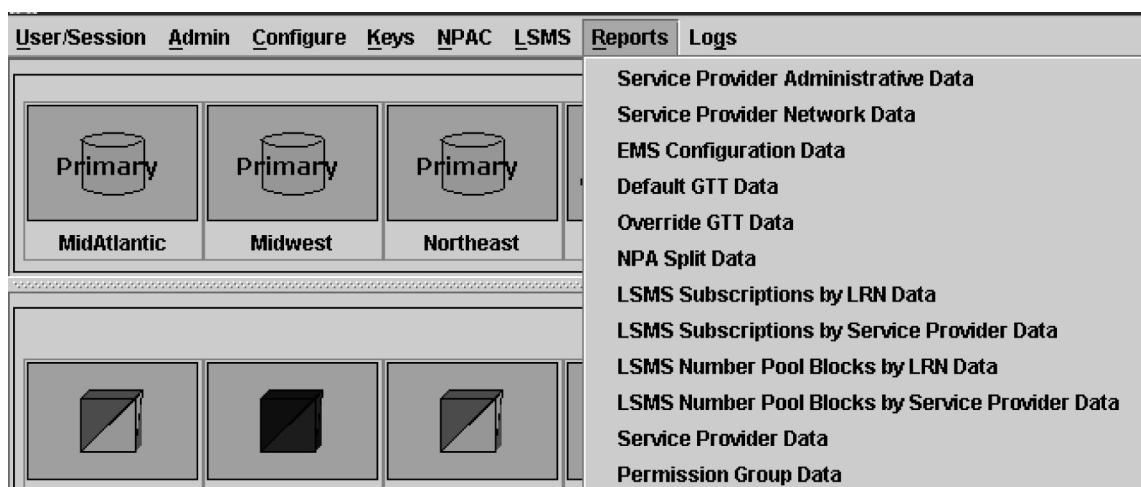 User/Session Admin Configure Keys NPAC LSMS Reports Logs
Primary Primary Primary
MidAtlantic Midwest Northeast
Service Provider Administrative Data
Service Provider Network Data
EMS Configuration Data
Default GTT Data
Override GTT Data
NPA Split Data
LSMS Subscriptions by LRN Data
LSMS Subscriptions by Service Provider Data
LSMS Number Pool Blocks by LRN Data
LSMS Number Pool Blocks by Service Provider Data
Service Provider Data
Permission Group Data